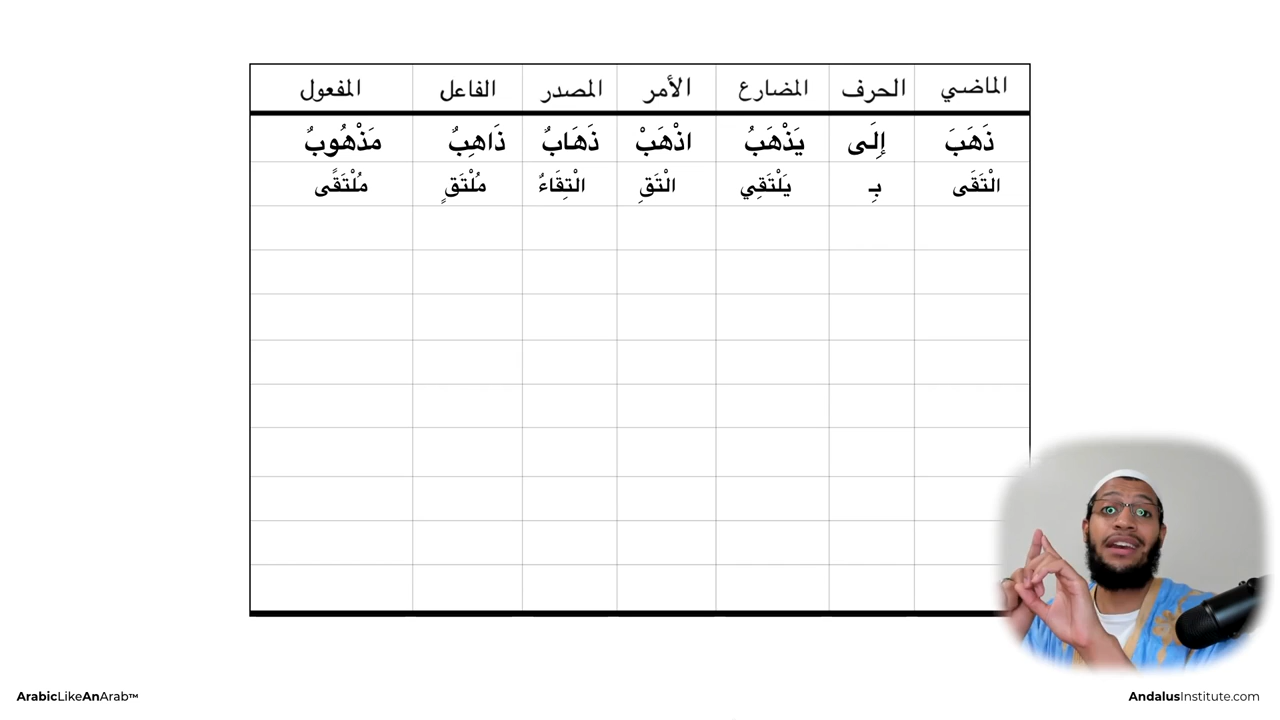 الماضي الحرف المضارع الأمر المصدر الفاعل المفعول
ذَهَبَ إِلَى يَذْهَبُ اذْهَبْ ذَهَابٌ ذَاهِبٌ مَذْهُوبٌ
الْتَقَى بِـ يَلْتَقِي الْتَقِ الْتِقَاءٌ مُلْتَقٍ مُلْتَقًى
ArabicLikeAnArab™ AndalusInstitute.com